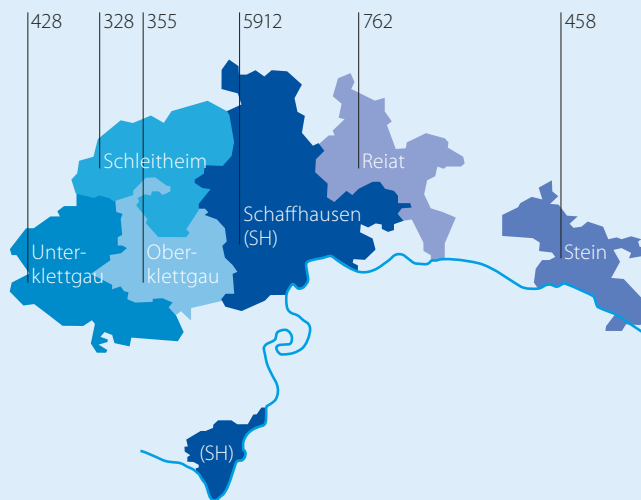 428
328
355
5912
762
458
Schleitheim
Reiat
Schaffhausen
(SH)
Unter-
klettgau
Ober-
klettgau
Stein
(SH)